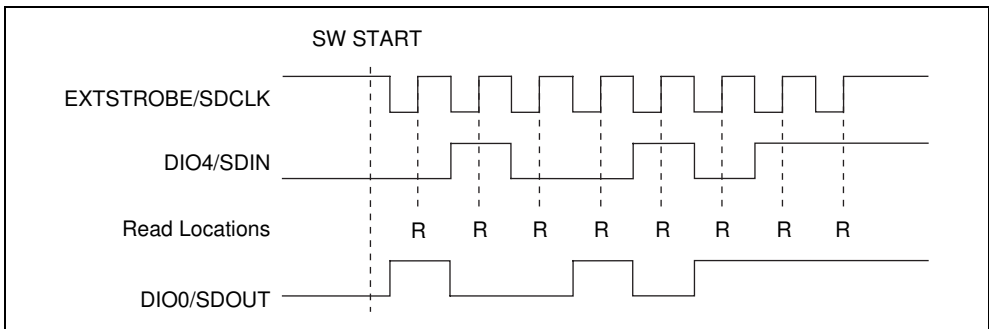 SW START
EXTSTROBE/SDCLK
DIO4/SDIN
Read Locations R R R R R R R R
DIO0/SDOUT